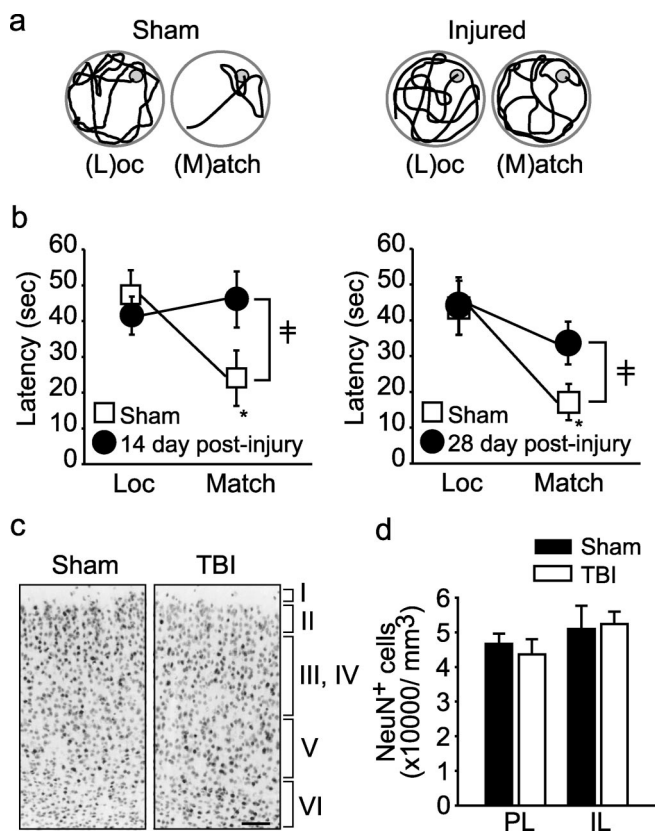 a
Sham
Injured
(L)oc
(M)atch
(L)oc
(M)atch
b
Latency (sec)
60
50
40
30
20
10
0
Loc
Match
Sham
14 day post-injury
*
ǂ
Latency (sec)
60
50
40
30
20
10
0
Loc
Match
Sham
28 day post-injury
*
ǂ
c
Sham
TBI
I
II
III, IV
V
VI
d
Sham
TBI
NeuN+ cells
(x10000/ mm3)
6
5
4
3
2
1
0
PL
IL